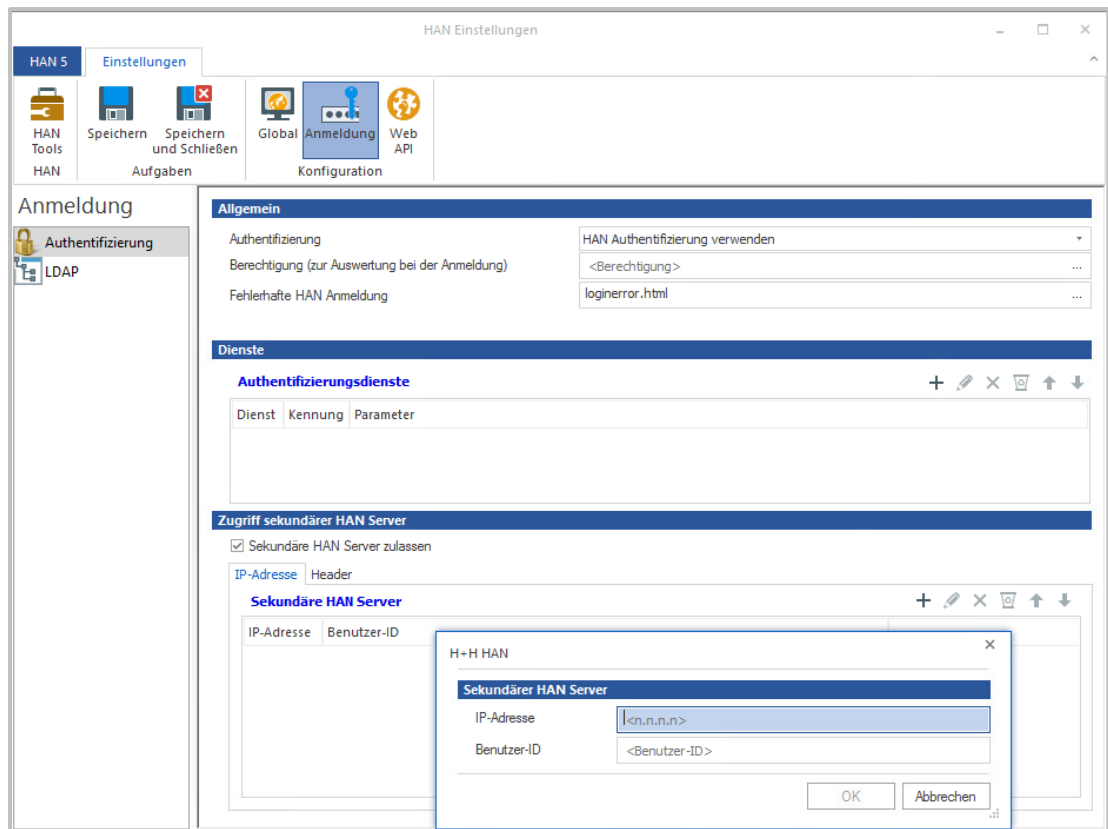 HAN Einstellungen
HAN 5 Einstellungen
HAN Tools
Speichern
Speichern und Schließen
Global
Anmeldung
Web API
HAN Aufgaben Konfiguration
Anmeldung
Authentifizierung
LDAP
Allgemein
Authentifizierung HAN Authentifizierung verwenden
Berechtigung (zur Auswertung bei der Anmeldung) <Berechtigung> ...
Fehlerhafte HAN Anmeldung loginerror.html ...
Dienste
Authentifizierungsdienste
Dienst Kennung Parameter
Zugriff sekundärer HAN Server
Sekundäre HAN Server zulassen
IP-Adresse Header
Sekundäre HAN Server
IP-Adresse Benutzer-ID
H+H HAN
Sekundärer HAN Server
IP-Adresse <n.n.n.n>
Benutzer-ID <Benutzer-ID>
OK Abbrechen